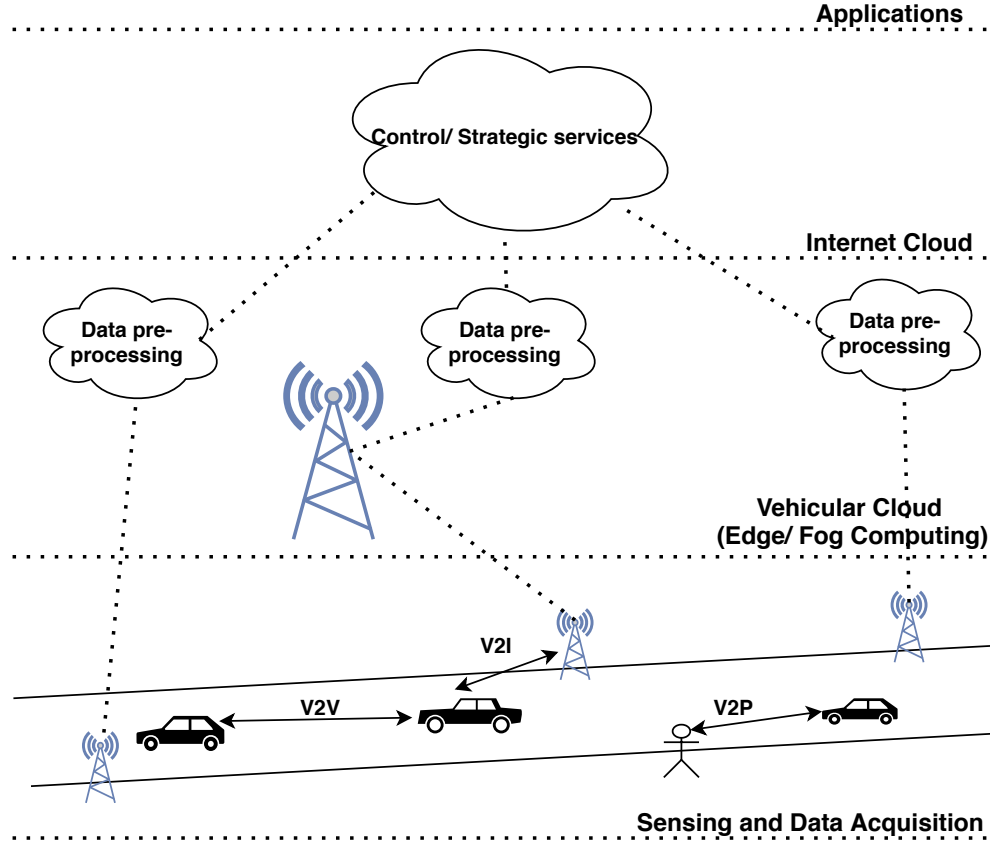 Applications
Control/ Strategic services
Internet Cloud
Data pre-
processing
Data pre-
processing
Data pre-
processing
Vehicular Cloud
(Edge/ Fog Computing)
V2I
V2V
V2P
Sensing and Data Acquisition